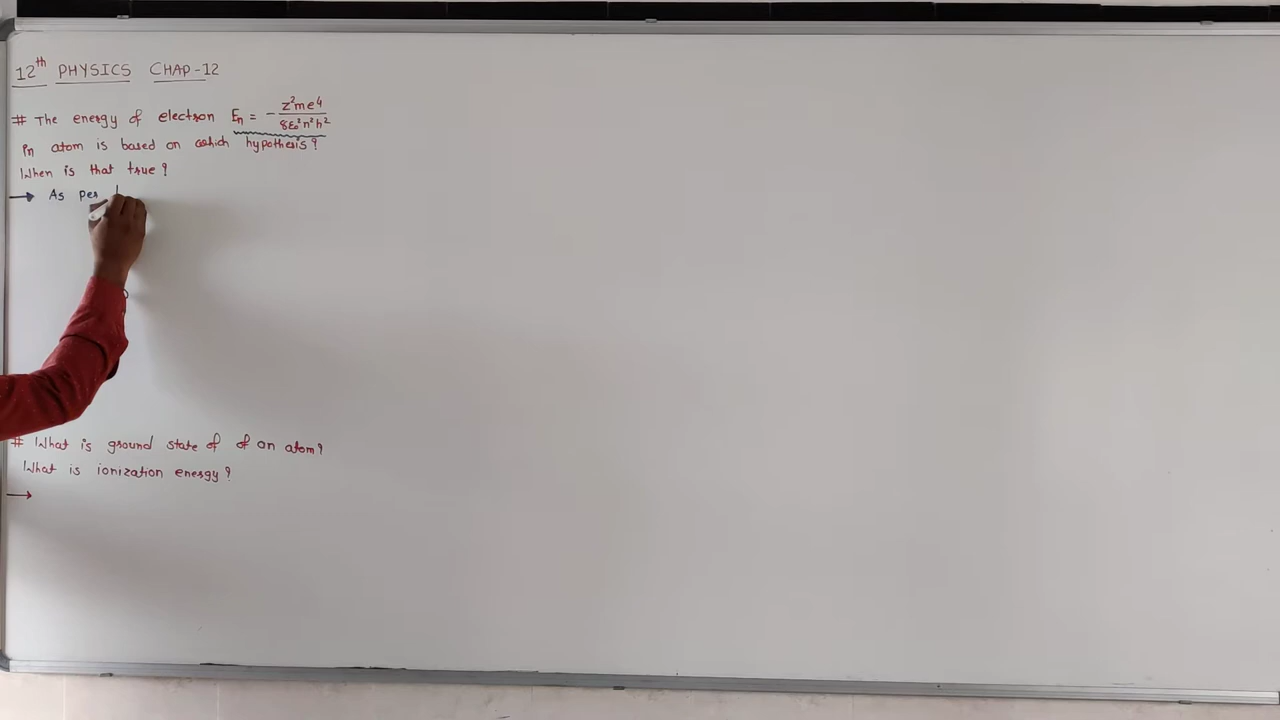 12th PHYSICS CHAP-12
# The energy of electron En = - z²me⁴ / 8ε₀²n²h²
in atom is based on which hypothesis?
When is that true?
→ As per
# What is ground state of of an atom?
What is ionization energy?
→